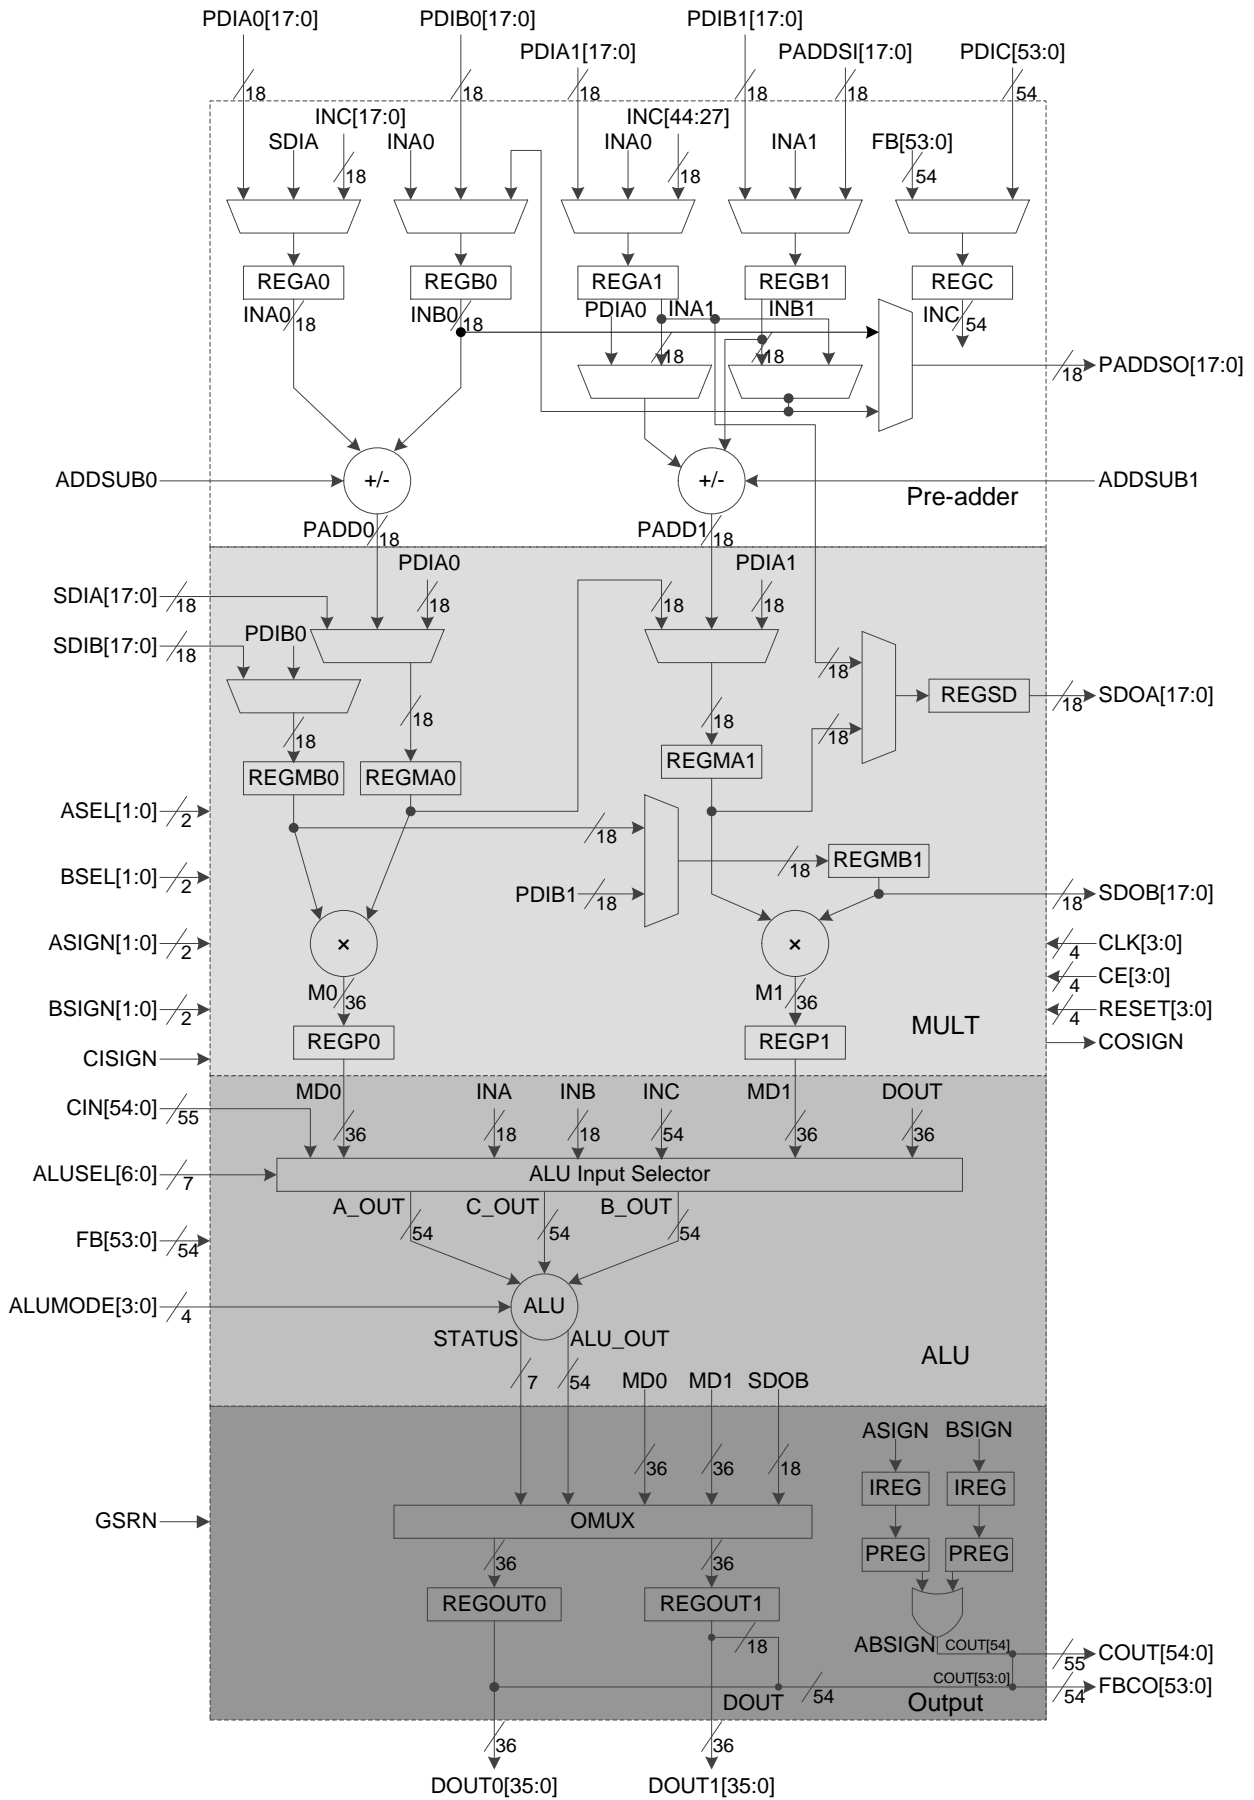 PDIA0[17:0]
PDIB0[17:0]
PDIB1[17:0]
PDIA1[17:0]
PADDSI[17:0]
PDIC[53:0]
18
18
18
18
18
54
INC[17:0]
INC[44:27]
SDIA
INA0
INA0
INA1
FB[53:0]
18
18
54
REGA0
REGB0
REGA1
REGB1
REGC
INA0
18
INB0
18
PDIA0
INA1
INB1
INC
54
18
18
18
PADDSO[17:0]
ADDSUB0
+/-
+/-
ADDSUB1
Pre-adder
PADD0
18
PADD1
18
PDIA0
PDIA1
SDIA[17:0]
18
18
18
18
SDIB[17:0]
18
PDIB0
18
18
18
18
REGSD
18
SDOA[17:0]
18
REGMA1
REGMB0
REGMA0
ASEL[1:0]
2
18
REGMB1
18
BSEL[1:0]
2
PDIB1
18
18
SDOB[17:0]
ASIGN[1:0]
2
×
×
4
CLK[3:0]
4
CE[3:0]
M0
36
M1
36
BSIGN[1:0]
2
4
RESET[3:0]
MULT
REGP0
REGP1
COSIGN
CISIGN
MD0
INA
INB
INC
MD1
DOUT
CIN[54:0]
55
36
18
18
54
36
36
ALUSEL[6:0]
7
ALU Input Selector
A_OUT
C_OUT
B_OUT
54
54
54
FB[53:0]
54
ALUMODE[3:0]
4
ALU
STATUS
ALU_OUT
ALU
7
54
MD0
MD1
SDOB
ASIGN
BSIGN
36
36
18
IREG
IREG
GSRN
OMUX
PREG
PREG
36
36
REGOUT0
REGOUT1
18
ABSIGN
COUT[54]
55
COUT[54:0]
COUT[53:0]
54
FBCO[53:0]
DOUT
54
Output
36
36
DOUT0[35:0]
DOUT1[35:0]